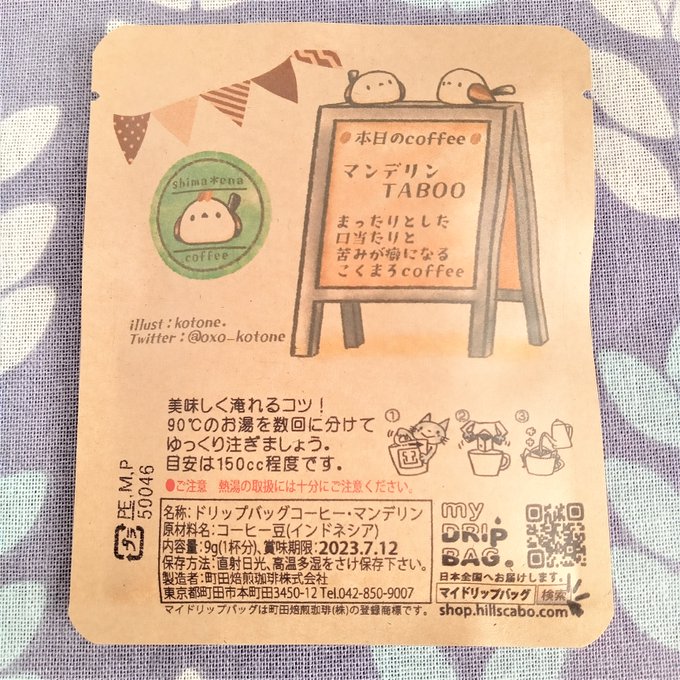 本日のcoffee
マンデリン
TABOO
まったりとした
口当たりと
苦みが癖になる
こくまろcoffee
shima*ena
coffee
illust：kotone.
Twitter：@oxo_kotone
美味しく淹れるコツ！
90℃のお湯を数回に分けて
ゆっくり注ぎましょう。
目安は150cc程度です。
①
②
③
●ご注意 熱湯の取扱には十分にご注意ください。
プラ
PE,M,P
50046
名称：ドリップバッグコーヒー・マンデリン
原材料名：コーヒー豆(インドネシア)
内容量：9g(1杯分)、賞味期限：2023.7.12
保存方法：直射日光、高温多湿をさけ保存下さい。
製造者：町田焙煎珈琲株式会社
東京都町田市本町田3450-12 Tel.042-850-9007
マイドリップバッグは町田焙煎珈琲(株)の登録商標です。
my
DRIP
BAG.
日本全国へお届けします。
マイドリップバッグ 検索
shop.hillscabo.com